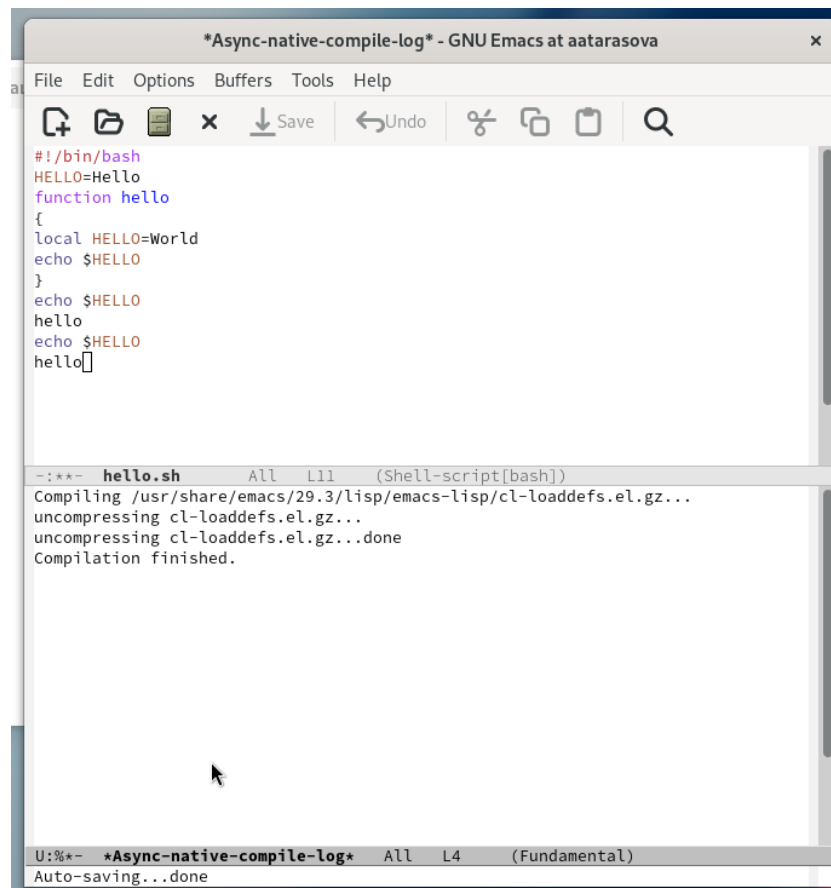 *Async-native-compile-log* - GNU Emacs at aatarasova ×
File Edit Options Buffers Tools Help
Save Undo
#!/bin/bash
HELLO=Hello
function hello
{
local HELLO=World
echo $HELLO
}
echo $HELLO
hello
echo $HELLO
hello
-:**- hello.sh All L11 (Shell-script[bash])
Compiling /usr/share/emacs/29.3/lisp/emacs-lisp/cl-loaddefs.el.gz...
uncompressing cl-loaddefs.el.gz...
uncompressing cl-loaddefs.el.gz...done
Compilation finished.
U:%*- *Async-native-compile-log* All L4 (Fundamental)
Auto-saving...done